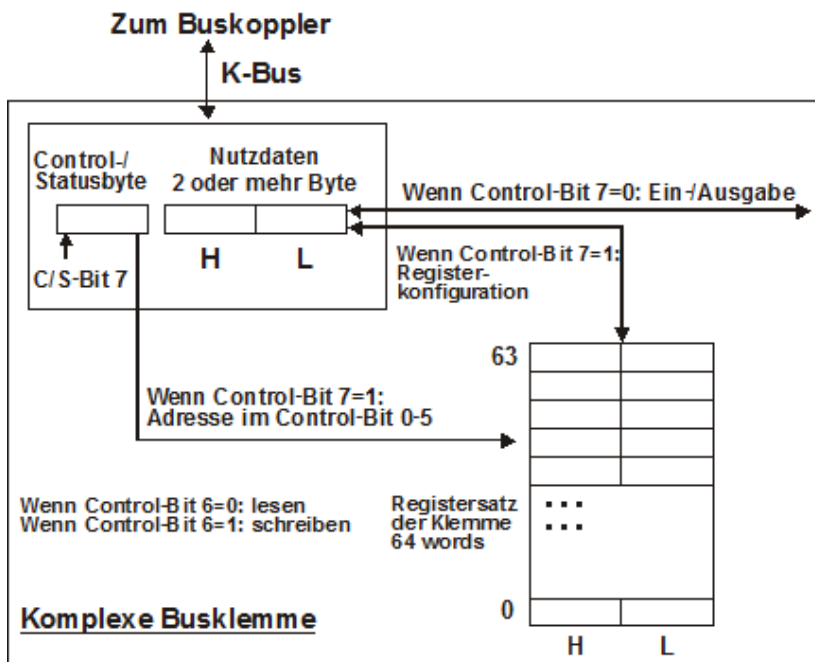 Zum Buskoppler
K-Bus
Control-/
Statusbyte
Nutzdaten
2 oder mehr Byte
Wenn Control-Bit 7=0: Ein-/Ausgabe
H
L
C/S-Bit 7
Wenn Control-Bit 7=1:
Register-
konfiguration
63
Wenn Control-Bit 7=1:
Adresse im Control-Bit 0-5
Wenn Control-Bit 6=0: lesen
Wenn Control-Bit 6=1: schreiben
Registersatz
der Klemme
64 words
0
Komplexe Busklemme
H
L